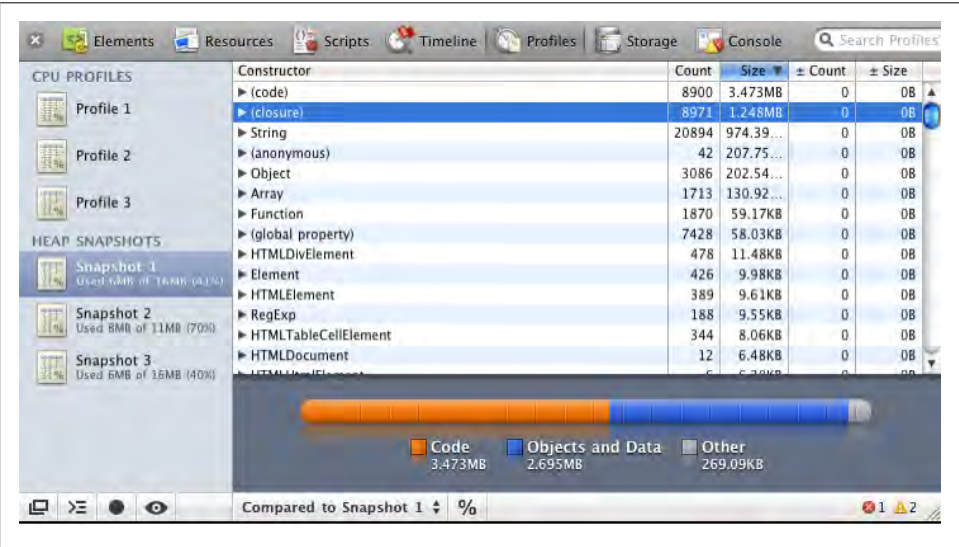 Elements Resources Scripts Timeline Profiles Storage Console Search Profiles
CPU PROFILES
Profile 1
Profile 2
Profile 3
HEAP SNAPSHOTS
Snapshot 1
Used 6MB of 16MB (41%)
Snapshot 2
Used 8MB of 11MB (70%)
Snapshot 3
Used 6MB of 16MB (40%)
Constructor Count Size ± Count ± Size
(code) 8900 3.473MB 0 0B
(closure) 8971 1.248MB 0 0B
String 20894 974.39... 0 0B
(anonymous) 42 207.75... 0 0B
Object 3086 202.54... 0 0B
Array 1713 130.92... 0 0B
Function 1870 59.17KB 0 0B
(global property) 7428 58.03KB 0 0B
HTMLDivElement 478 11.48KB 0 0B
Element 426 9.98KB 0 0B
HTMLElement 389 9.61KB 0 0B
RegExp 188 9.55KB 0 0B
HTMLTableCellElement 344 8.06KB 0 0B
HTMLDocument 12 6.48KB 0 0B
Code Objects and Data Other
3.473MB 2.695MB 269.09KB
Compared to Snapshot 1 % 1 2